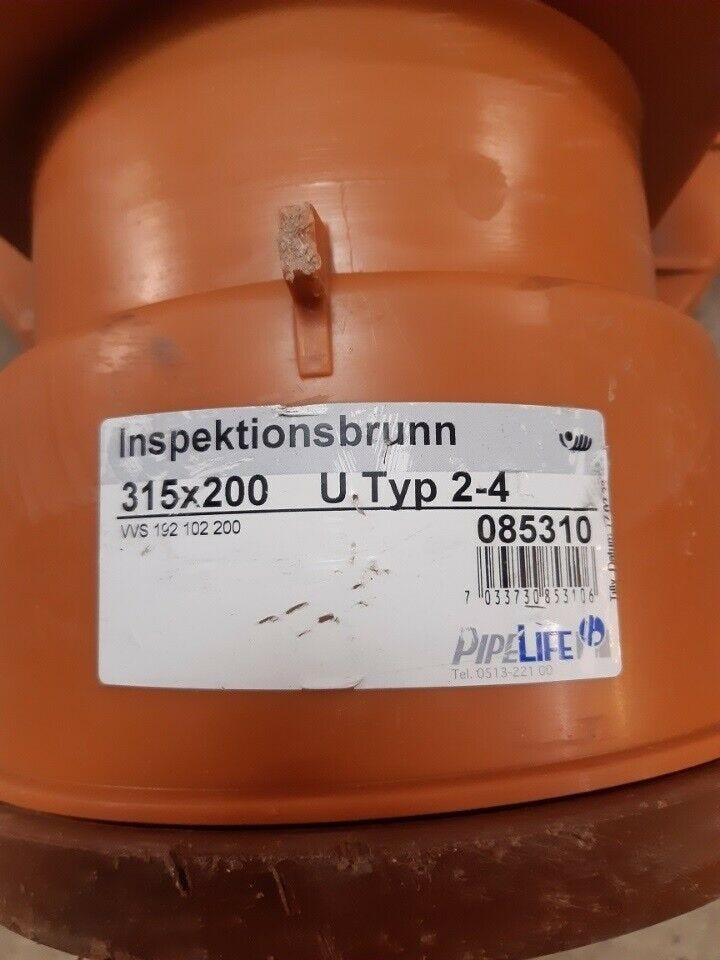 Inspektionsbrunn
315x200 U.Typ 2-4
VVS 192 102 200
085310
7 033730 853106
PIPELIFE
Tel. 0513-221 00